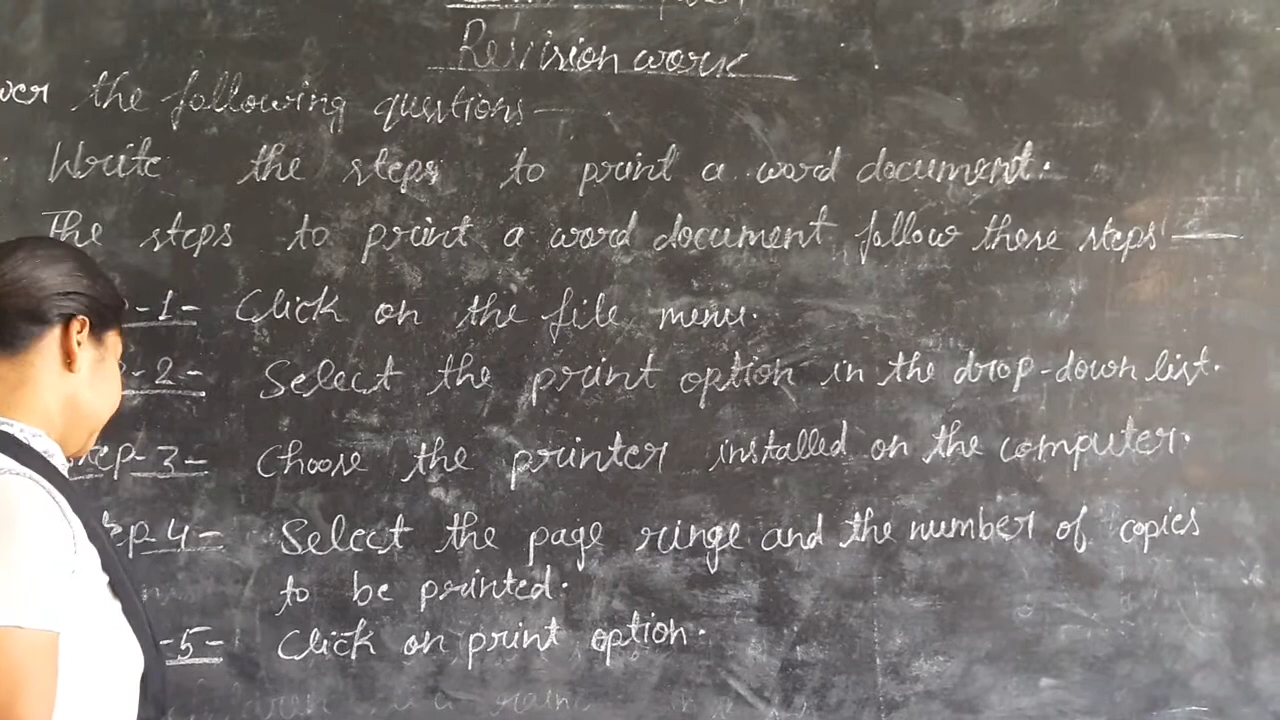 Revision work
wer the following questions—
Write the steps to print a word document.
The steps to print a word document follow these steps—
-1- Click on the file menu.
-2- Select the print option in the drop-down list.
Step-3- Choose the printer installed on the computer.
ep-4- Select the page ringe and the number of copies
to be printed.
-5- Click on print option.